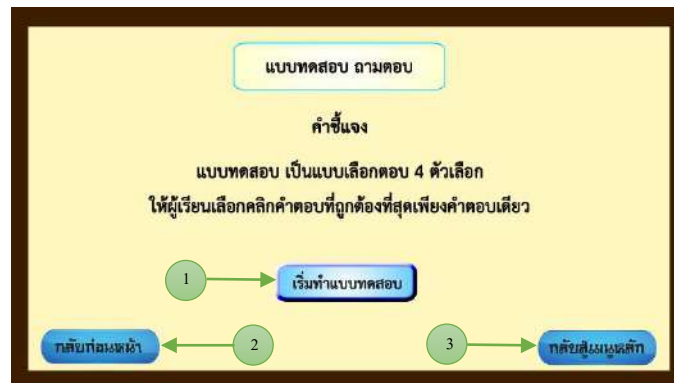 แบบทดสอบ ถามตอบ
คำชี้แจง
แบบทดสอบ เป็นแบบเลือกตอบ 4 ตัวเลือก
ให้ผู้เรียนเลือกคลิกคำตอบที่ถูกต้องที่สุดเพียงคำตอบเดียว
1
เริ่มทำแบบทดสอบ
กลับก่อนหน้า
2
3
กลับสู่เมนูหลัก